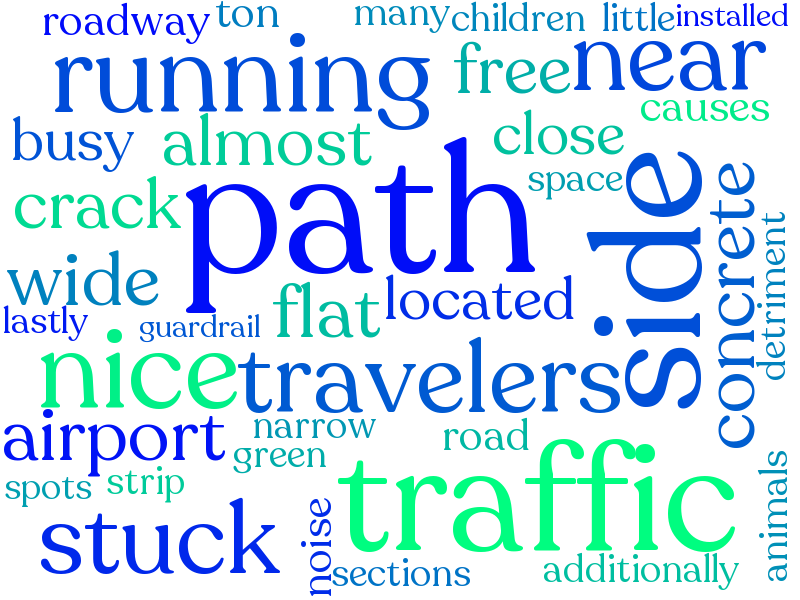 roadway ton many children little installed
running free near
causes
busy almost close
path space side concrete
crack
detriment
wide flat located
lastly guardrail
nice travelers
airport narrow road
green
spots strip traffic animals
stuck noise sections additionally